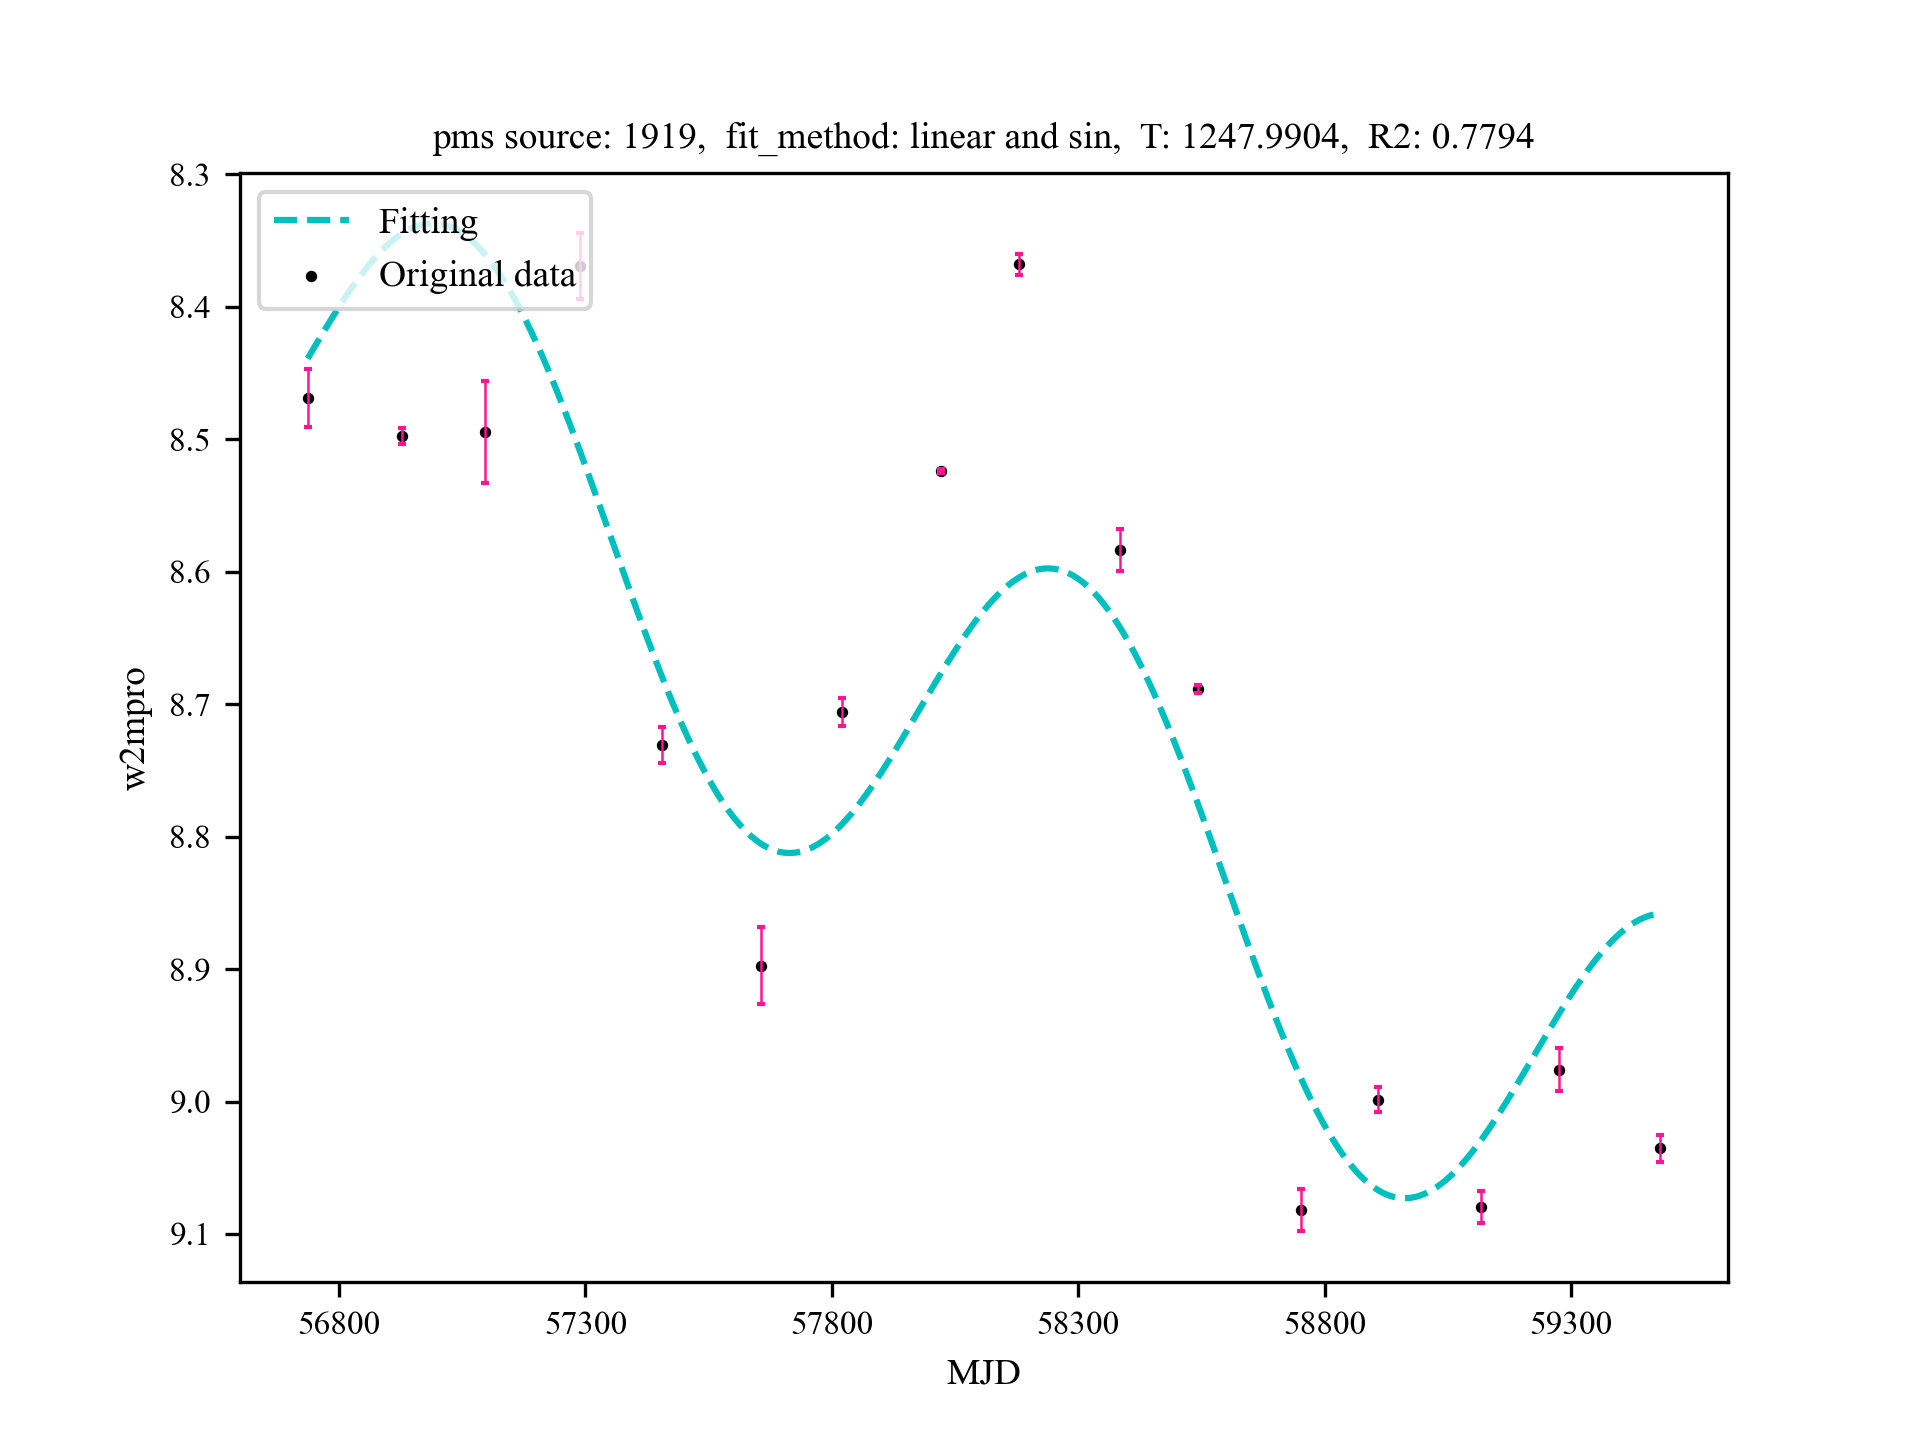 pms source: 1919,  fit_method: linear and sin,  T: 1247.9904,  R2: 0.7794
Fitting
Original data
8.3
8.4
8.5
8.6
8.7
8.8
8.9
9.0
9.1
w2mpro
56800 57300 57800 58300 58800 59300
MJD